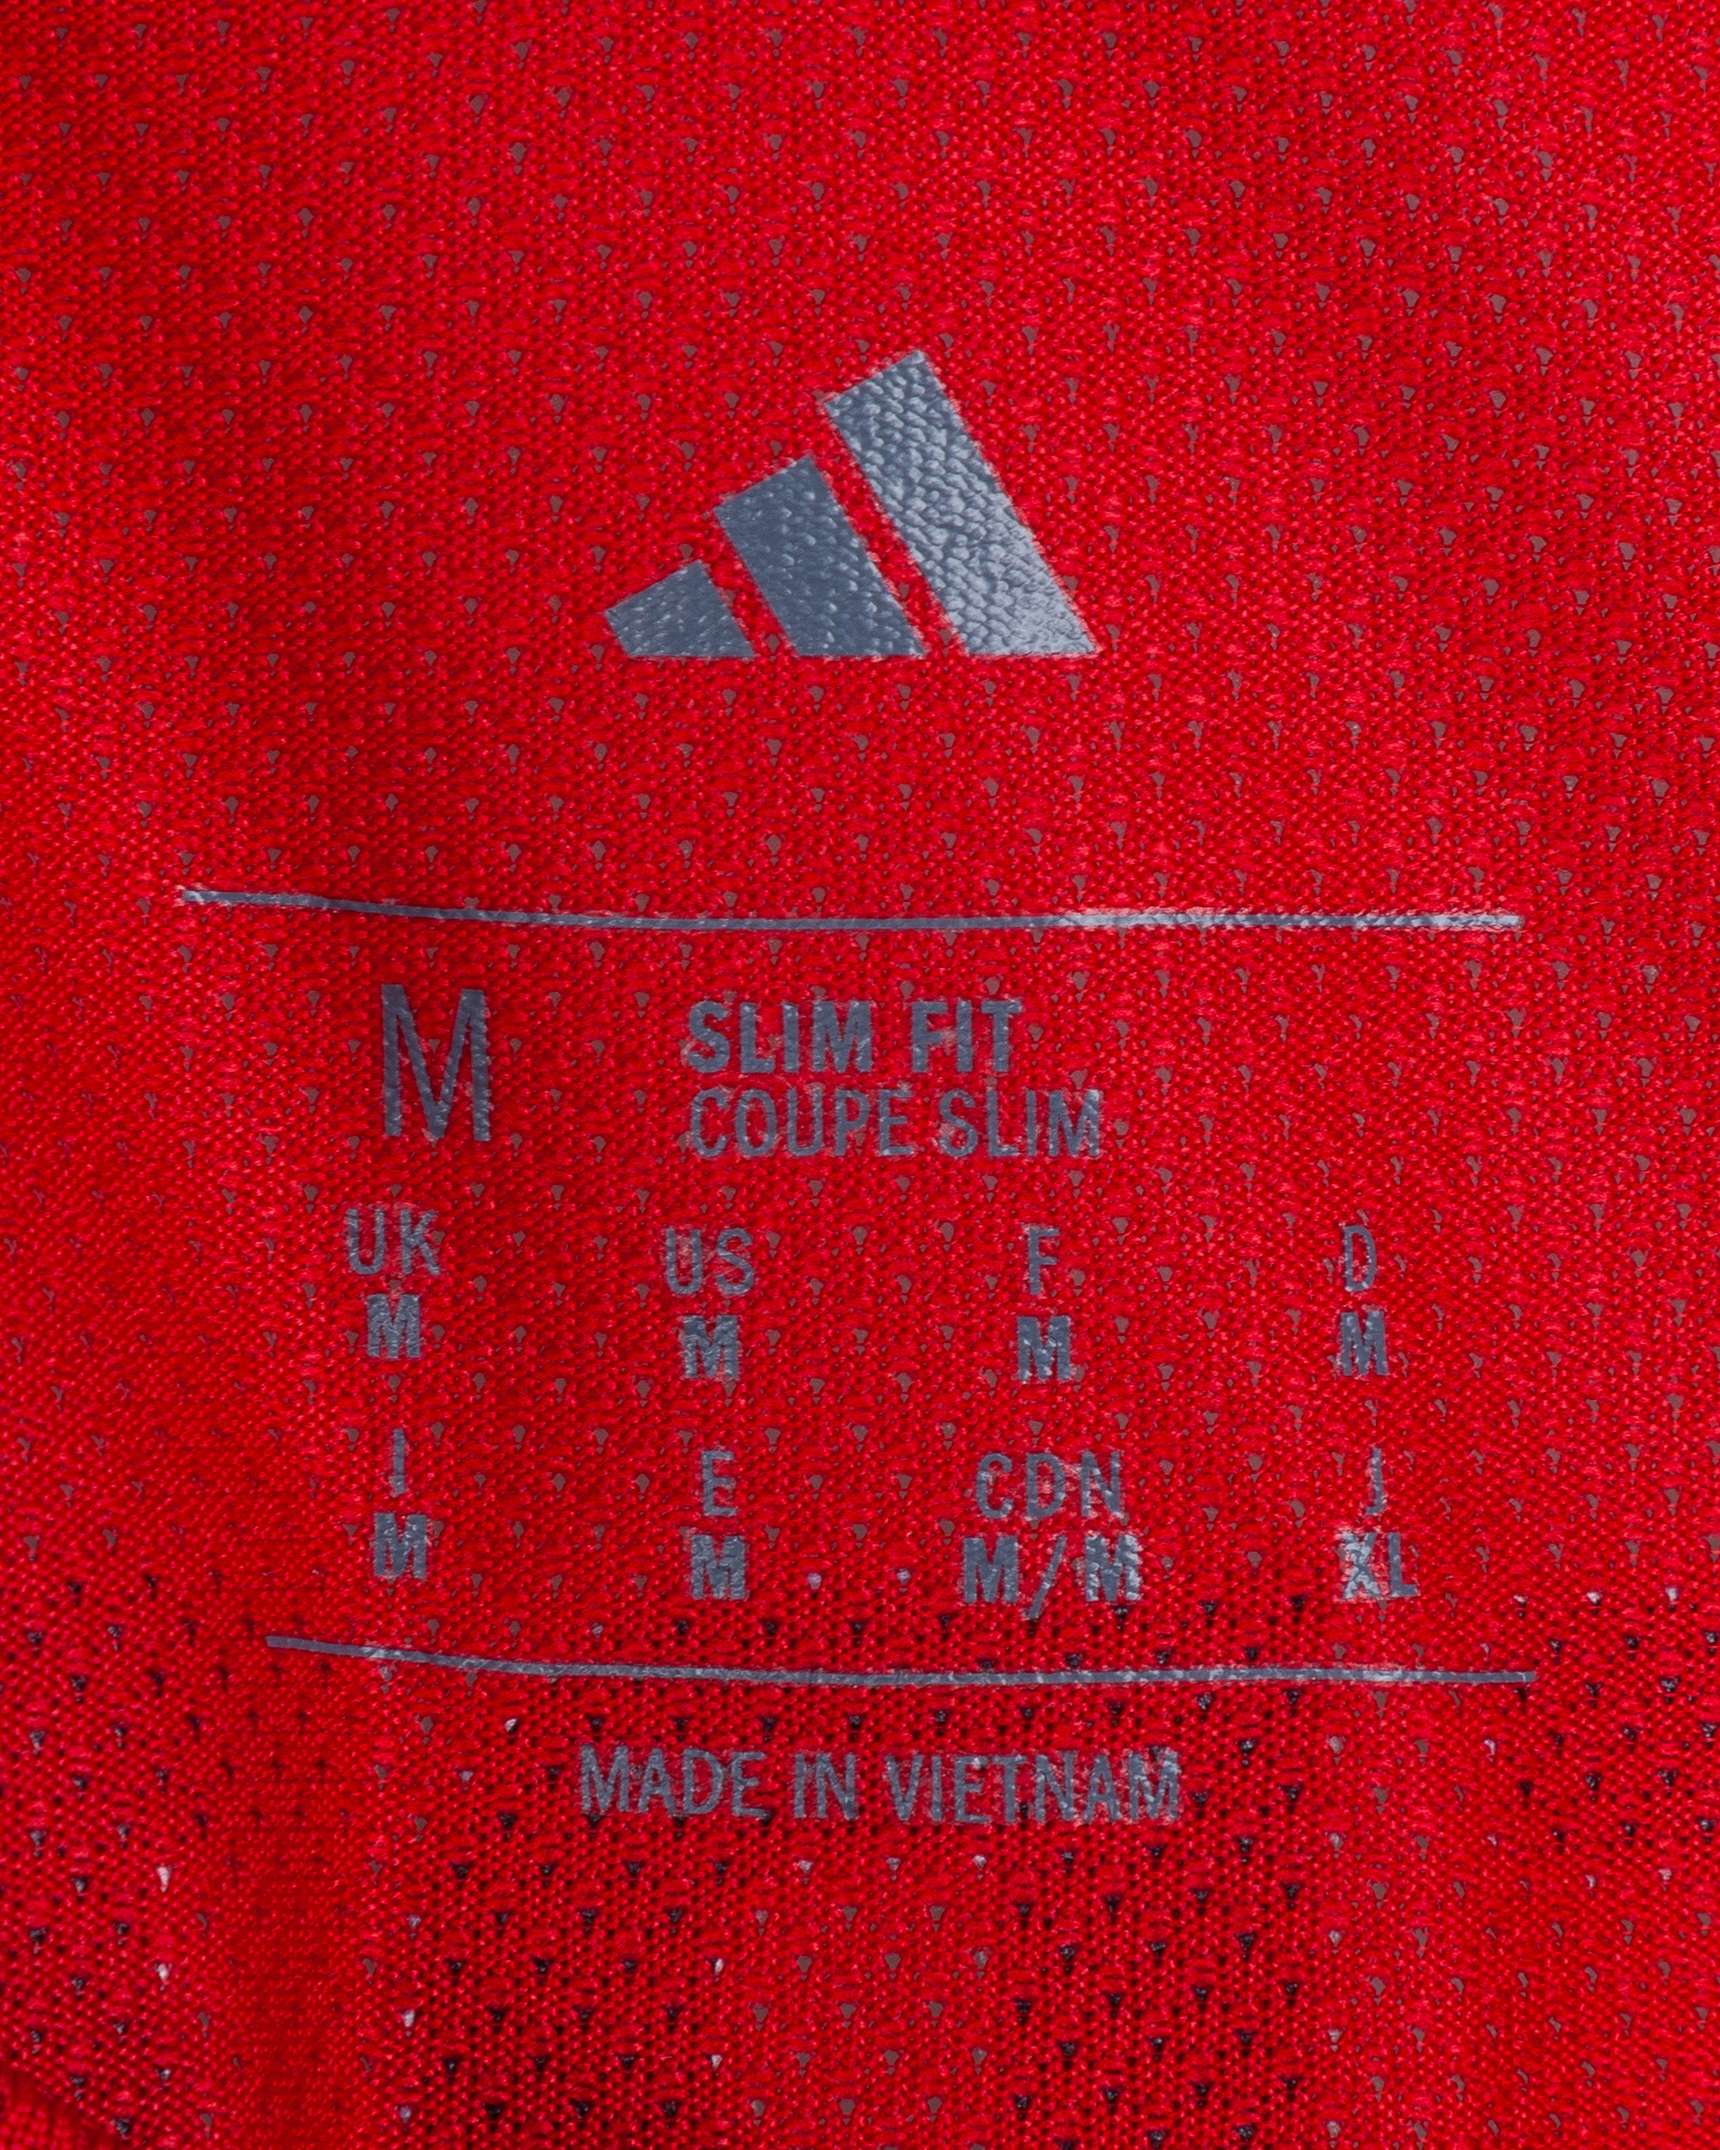 M
SLIM FIT
COUPE SLIM
UK US F D
M M M M
I E CDN J
M M M/M XL
MADE IN VIETNAM